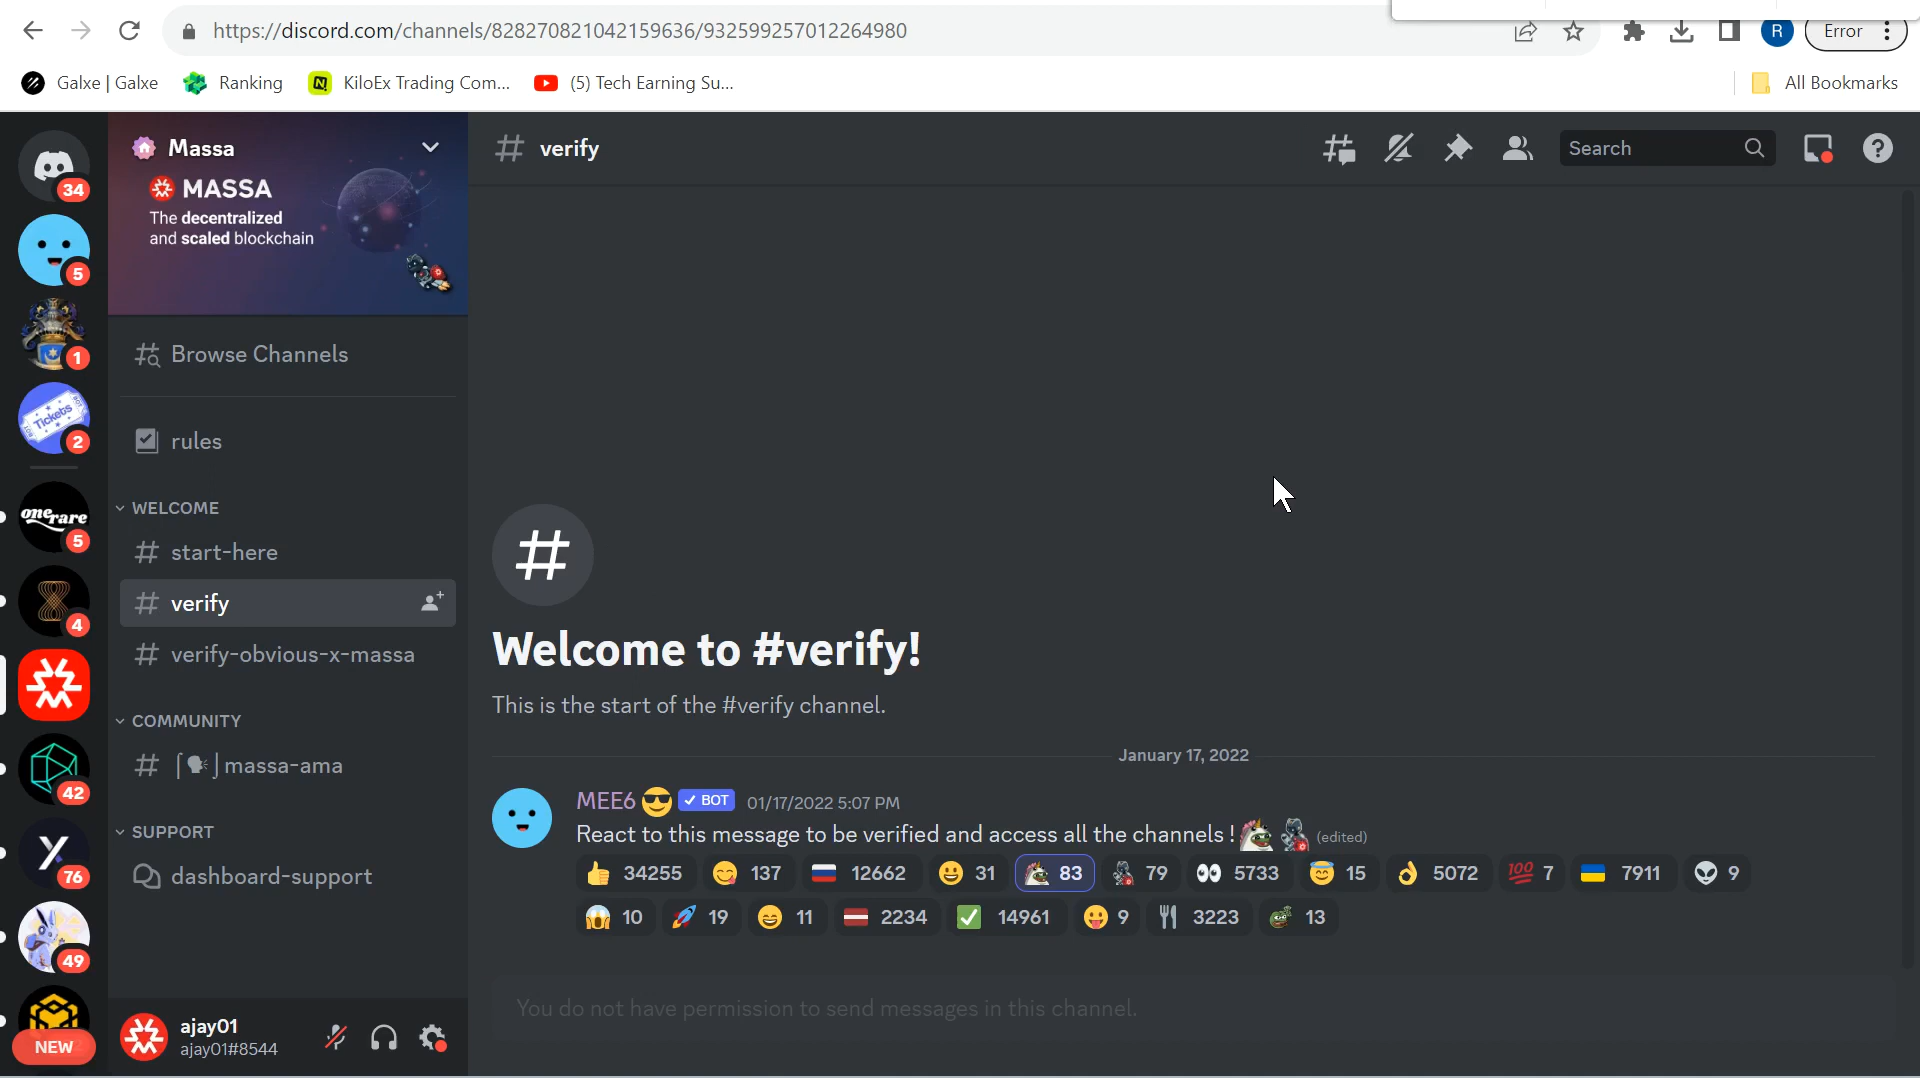 https://discord.com/channels/828270821042159636/932599257012264980
R
Error
Galxe | Galxe
Ranking
KiloEx Trading Com...
(5) Tech Earning Su...
All Bookmarks
34
5
1
Tickets
2
onerare
5
4
42
76
49
NEW
Massa
MASSA
The decentralized
and scaled blockchain
Browse Channels
rules
WELCOME
start-here
verify
verify-obvious-x-massa
COMMUNITY
massa-ama
SUPPORT
dashboard-support
ajay01
ajay01#8544
# verify
Search
Welcome to #verify!
This is the start of the #verify channel.
January 17, 2022
MEE6 😎 ✓ BOT 01/17/2022 5:07 PM
React to this message to be verified and access all the channels ! (edited)
34255 137 12662 31 83 79 5733 15 5072 100 7 7911 9
10 19 11 2234 14961 9 3223 13
You do not have permission to send messages in this channel.